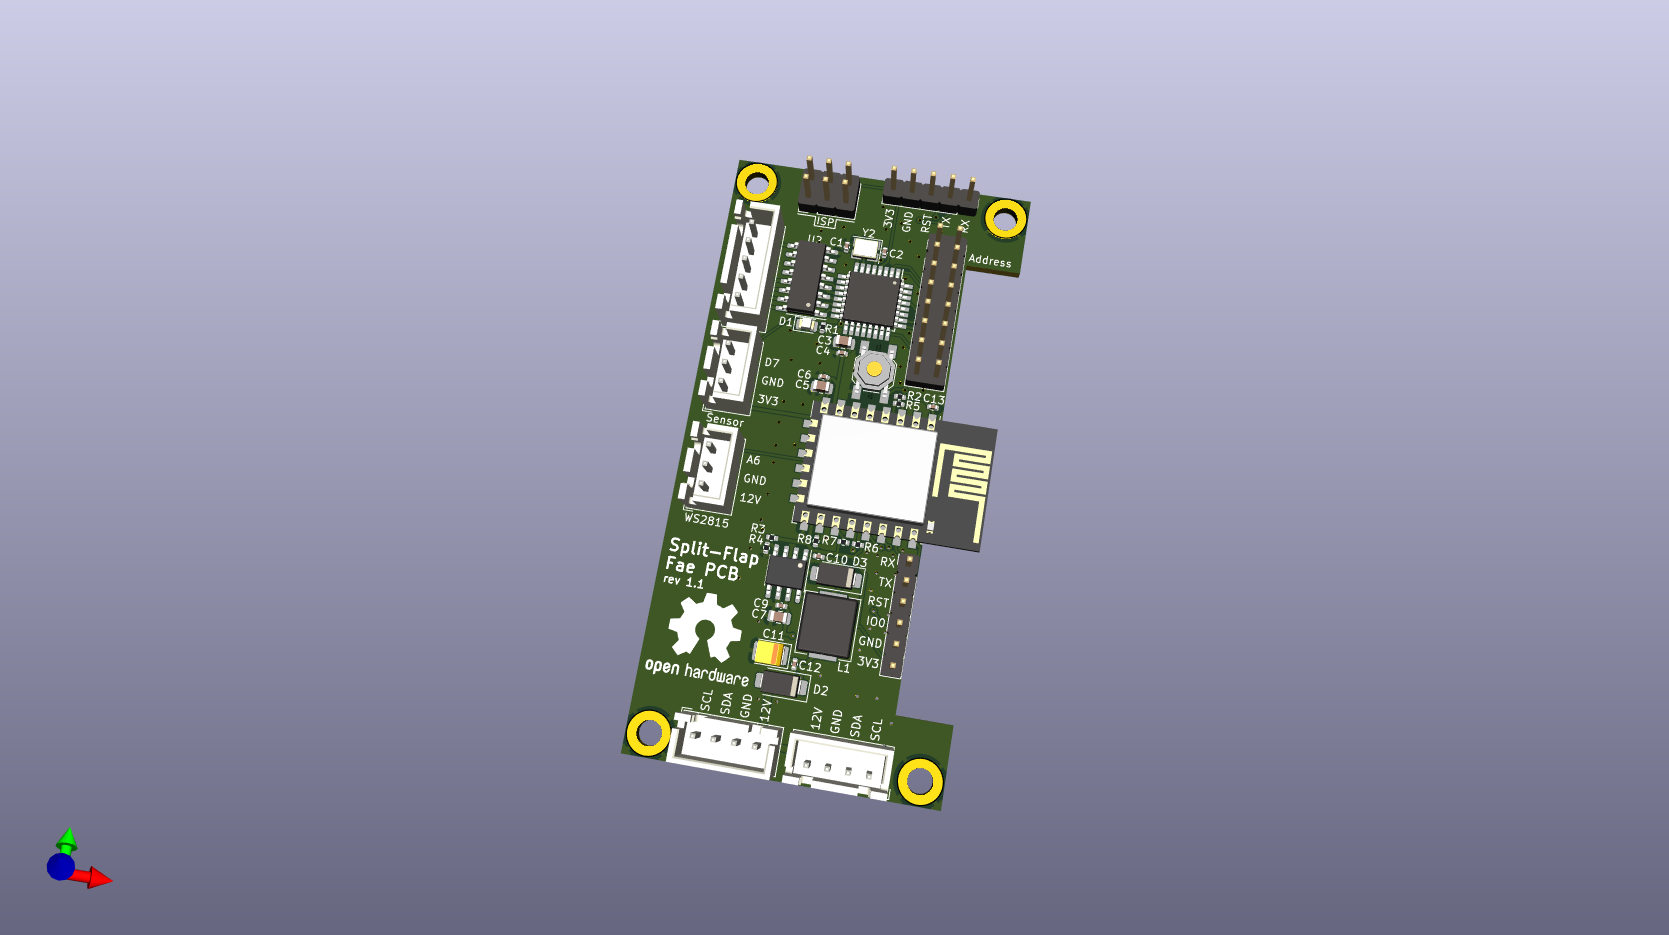 ISP
3V3
GND
RST
TX
RX
Address
Y2
C1
C2
D1
R1
C3
C4
D7
GND
3V3
Sensor
C6
C5
R2
R5
C13
A6
GND
12V
WS2815
R3
R4
R8
R7
R6
Split-Flap
Fae PCB
rev 1.1
C10
D3
RX
TX
RST
IO0
GND
3V3
C9
C7
C11
C12
L1
D2
open hardware
SCL
SDA
GND
12V
12V
GND
SDA
SCL